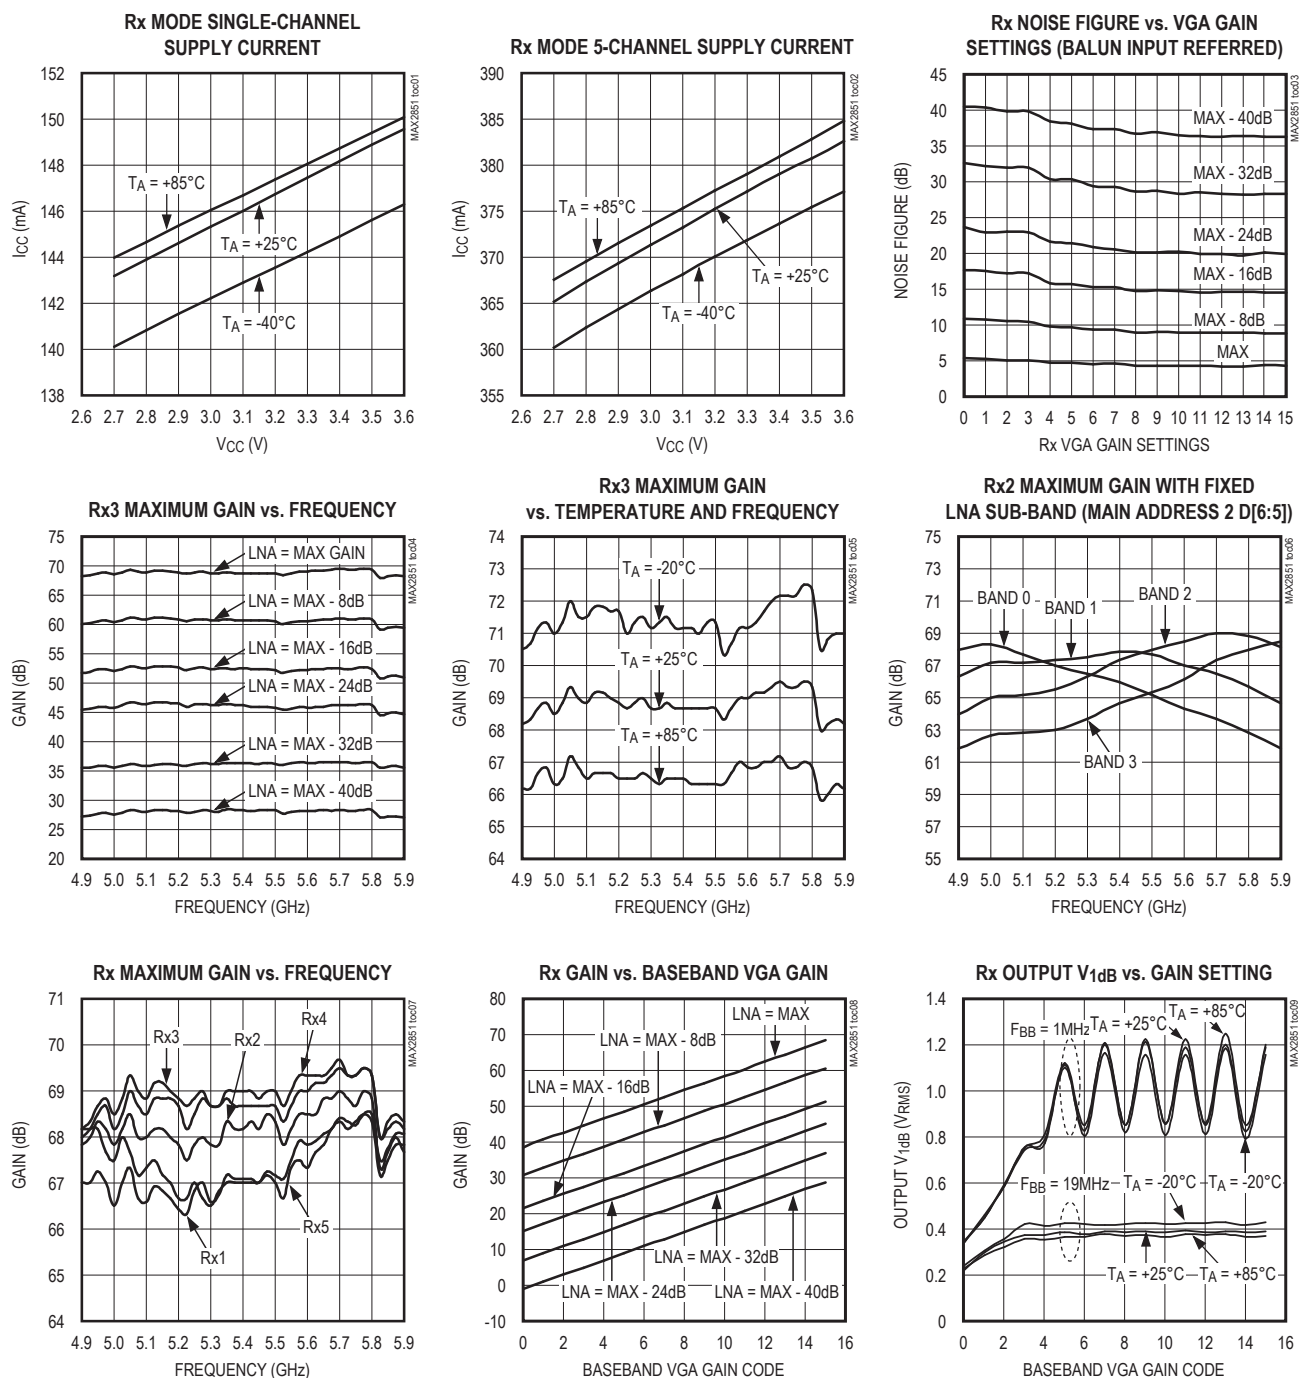 Rx MODE SINGLE-CHANNEL
SUPPLY CURRENT
152
150
148
146
144
142
140
138
ICC (mA)
TA = +85°C
TA = +25°C
TA = -40°C
2.6 2.7 2.8 2.9 3.0 3.1 3.2 3.3 3.4 3.5 3.6
VCC (V)
MAX2851 toc01
Rx MODE 5-CHANNEL SUPPLY CURRENT
390
385
380
375
370
365
360
355
ICC (mA)
TA = +85°C
TA = +25°C
TA = -40°C
2.6 2.7 2.8 2.9 3.0 3.1 3.2 3.3 3.4 3.5 3.6
VCC (V)
MAX2851 toc02
Rx NOISE FIGURE vs. VGA GAIN
SETTINGS (BALUN INPUT REFERRED)
45
40
35
30
25
20
15
10
5
0
NOISE FIGURE (dB)
MAX - 40dB
MAX - 32dB
MAX - 24dB
MAX - 16dB
MAX - 8dB
MAX
0 1 2 3 4 5 6 7 8 9 10 11 12 13 14 15
Rx VGA GAIN SETTINGS
MAX2851 toc03
Rx3 MAXIMUM GAIN vs. FREQUENCY
75
70
65
60
55
50
45
40
35
30
25
20
GAIN (dB)
LNA = MAX GAIN
LNA = MAX - 8dB
LNA = MAX - 16dB
LNA = MAX - 24dB
LNA = MAX - 32dB
LNA = MAX - 40dB
4.9 5.0 5.1 5.2 5.3 5.4 5.5 5.6 5.7 5.8 5.9
FREQUENCY (GHz)
MAX2851 toc04
Rx3 MAXIMUM GAIN
vs. TEMPERATURE AND FREQUENCY
74
73
72
71
70
69
68
67
66
65
64
GAIN (dB)
TA = -20°C
TA = +25°C
TA = +85°C
4.9 5.0 5.1 5.2 5.3 5.4 5.5 5.6 5.7 5.8 5.9
FREQUENCY (GHz)
MAX2851 toc05
Rx2 MAXIMUM GAIN WITH FIXED
LNA SUB-BAND (MAIN ADDRESS 2 D[6:5])
75
73
71
69
67
65
63
61
59
57
55
GAIN (dB)
BAND 0
BAND 1
BAND 2
BAND 3
4.9 5.0 5.1 5.2 5.3 5.4 5.5 5.6 5.7 5.8 5.9
FREQUENCY (GHz)
MAX2851 toc06
Rx MAXIMUM GAIN vs. FREQUENCY
71
70
69
68
67
66
65
64
GAIN (dB)
Rx3
Rx2
Rx4
Rx1
Rx5
4.9 5.0 5.1 5.2 5.3 5.4 5.5 5.6 5.7 5.8 5.9
FREQUENCY (GHz)
MAX2851 toc07
Rx GAIN vs. BASEBAND VGA GAIN
80
70
60
50
40
30
20
10
0
-10
GAIN (dB)
LNA = MAX
LNA = MAX - 8dB
LNA = MAX - 16dB
LNA = MAX - 32dB
LNA = MAX - 24dB
LNA = MAX - 40dB
0 2 4 6 8 10 12 14 16
BASEBAND VGA GAIN CODE
MAX2851 toc08
Rx OUTPUT V1dB vs. GAIN SETTING
1.4
1.2
1.0
0.8
0.6
0.4
0.2
0
OUTPUT V1dB (VRMS)
FBB = 1MHz
TA = +25°C
TA = +85°C
FBB = 19MHz
TA = -20°C
TA = -20°C
TA = +25°C
TA = +85°C
0 2 4 6 8 10 12 14 16
BASEBAND VGA GAIN CODE
MAX2851 toc09